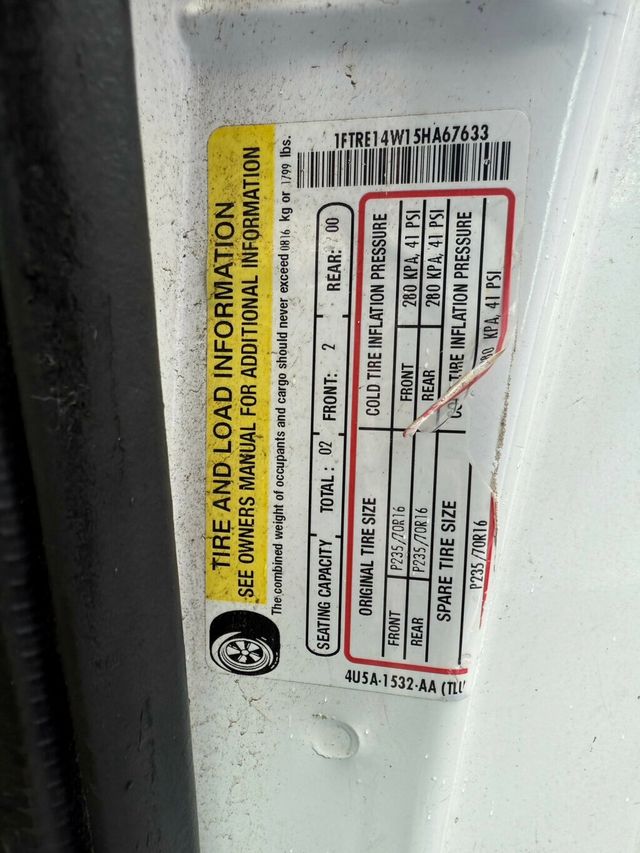 TIRE AND LOAD INFORMATION
SEE OWNERS MANUAL FOR ADDITIONAL INFORMATION
The combined weight of occupants and cargo should never exceed 0816 kg or 1799 lbs.
SEATING CAPACITY TOTAL: 02 FRONT: 2 REAR: 00
1FTRE14W15HA67633
ORIGINAL TIRE SIZE COLD TIRE INFLATION PRESSURE
FRONT P235/70R16 FRONT 280 KPA, 41 PSI
REAR P235/70R16 REAR 280 KPA, 41 PSI
SPARE TIRE SIZE TIRE INFLATION PRESSURE
P235/70R16 KPA, 41 PSI
4U5A-1532-AA